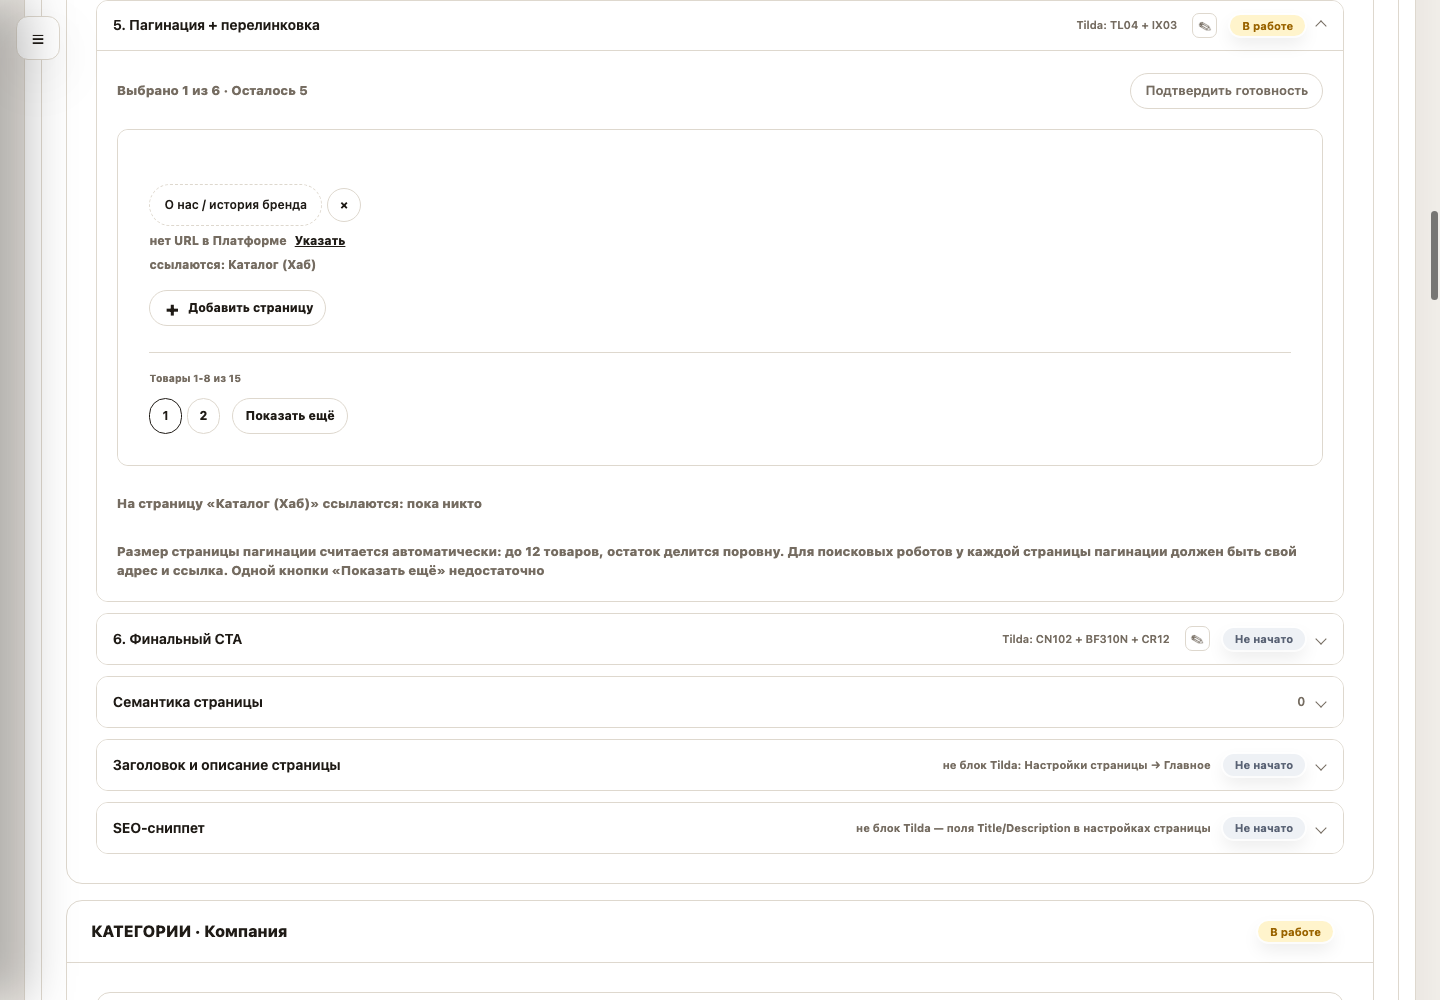 5. Пагинация + перелинковка
Tilda: TL04 + IX03
В работе
Выбрано 1 из 6 · Осталось 5
Подтвердить готовность
О нас / история бренда
×
нет URL в Платформе Указать
ссылаются: Каталог (Хаб)
+ Добавить страницу
Товары 1-8 из 15
1
2
Показать ещё
На страницу «Каталог (Хаб)» ссылаются: пока никто
Размер страницы пагинации считается автоматически: до 12 товаров, остаток делится поровну. Для поисковых роботов у каждой страницы пагинации должен быть свой
адрес и ссылка. Одной кнопки «Показать ещё» недостаточно
6. Финальный CTA
Tilda: CN102 + BF310N + CR12
Не начато
Семантика страницы
0
Заголовок и описание страницы
не блок Tilda: Настройки страницы → Главное
Не начато
SEO-сниппет
не блок Tilda — поля Title/Description в настройках страницы
Не начато
КАТЕГОРИИ · Компания
В работе